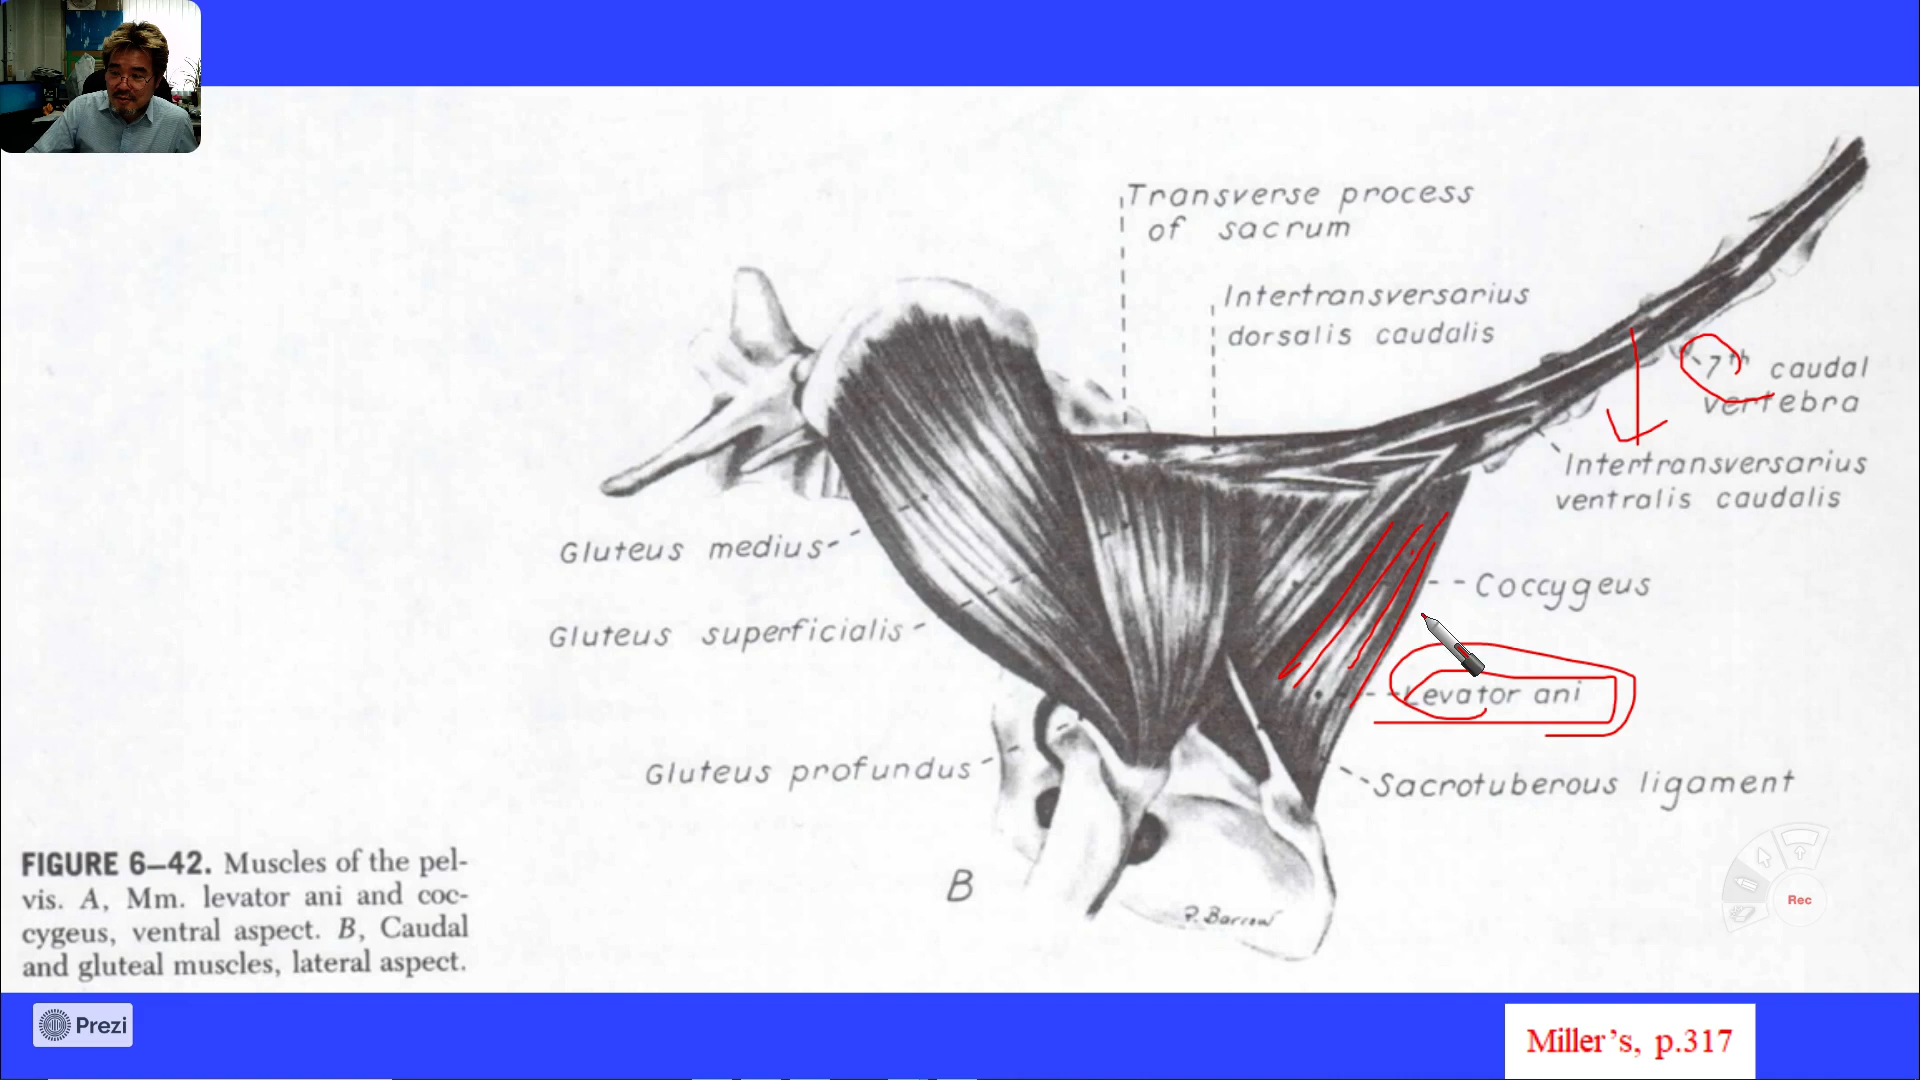 Transverse process
of sacrum
Intertransversarius
dorsalis caudalis
7th caudal
vertebra
Intertransversarius
ventralis caudalis
Gluteus medius
Coccygeus
Gluteus superficialis
Levator ani
Gluteus profundus
Sacrotuberous ligament
B
P. Barrow
FIGURE 6–42. Muscles of the pel-
vis. A, Mm. levator ani and coc-
cygeus, ventral aspect. B, Caudal
and gluteal muscles, lateral aspect.
Rec
Prezi
Miller's, p.317